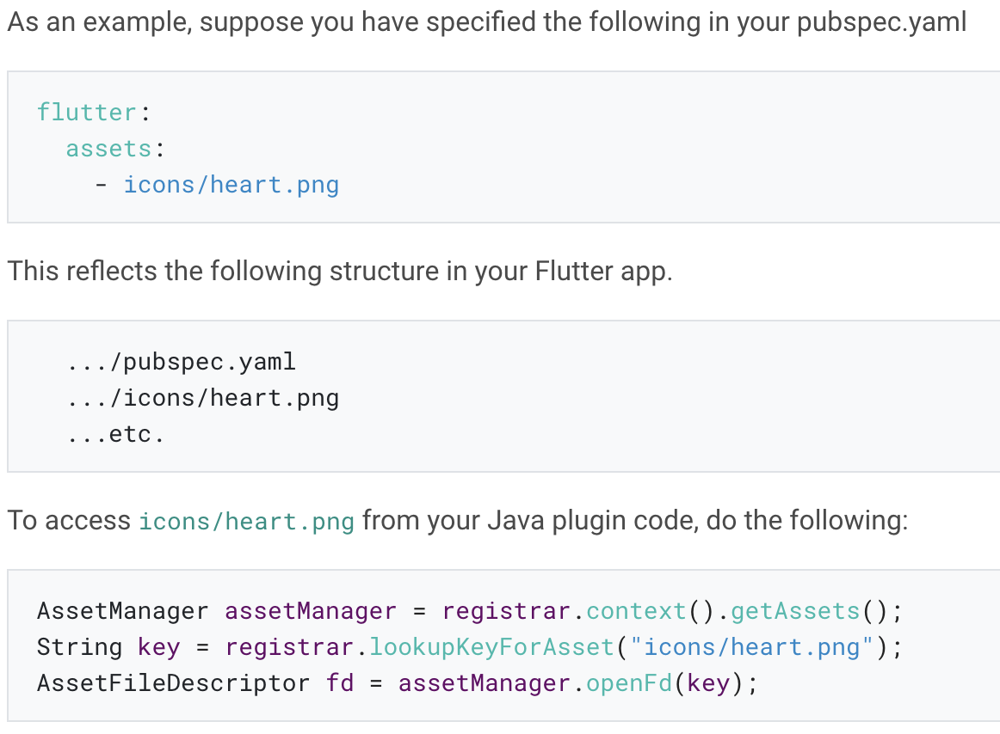 As an example, suppose you have specified the following in your pubspec.yaml
flutter:
  assets:
    - icons/heart.png
This reflects the following structure in your Flutter app.
  .../pubspec.yaml
  .../icons/heart.png
  ...etc.
To access icons/heart.png from your Java plugin code, do the following:
AssetManager assetManager = registrar.context().getAssets();
String key = registrar.lookupKeyForAsset("icons/heart.png");
AssetFileDescriptor fd = assetManager.openFd(key);